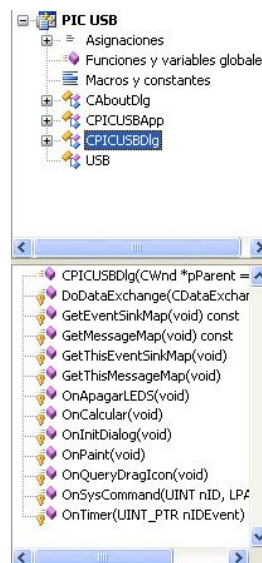 PIC USB
Asignaciones
Funciones y variables globale
Macros y constantes
CAboutDlg
CPICUSBApp
CPICUSBDlg
USB
CPICUSBDlg(CWnd *pParent =
DoDataExchange(CDataExchar
GetEventSinkMap(void) const
GetMessageMap(void) const
GetThisEventSinkMap(void)
GetThisMessageMap(void)
OnApagarLEDS(void)
OnCalcular(void)
OnInitDialog(void)
OnPaint(void)
OnQueryDragIcon(void)
OnSysCommand(UINT nID, LPA
OnTimer(UINT_PTR nIDEvent)